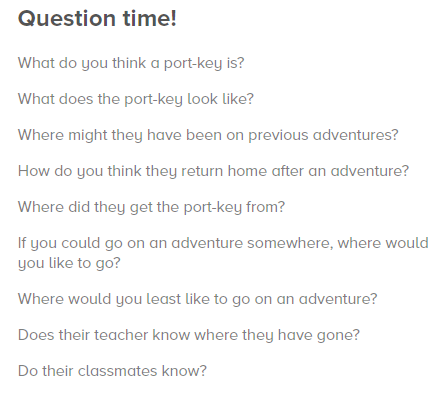 Question time!
What do you think a port-key is?
What does the port-key look like?
Where might they have been on previous adventures?
How do you think they return home after an adventure?
Where did they get the port-key from?
If you could go on an adventure somewhere, where would
you like to go?
Where would you least like to go on an adventure?
Does their teacher know where they have gone?
Do their classmates know?